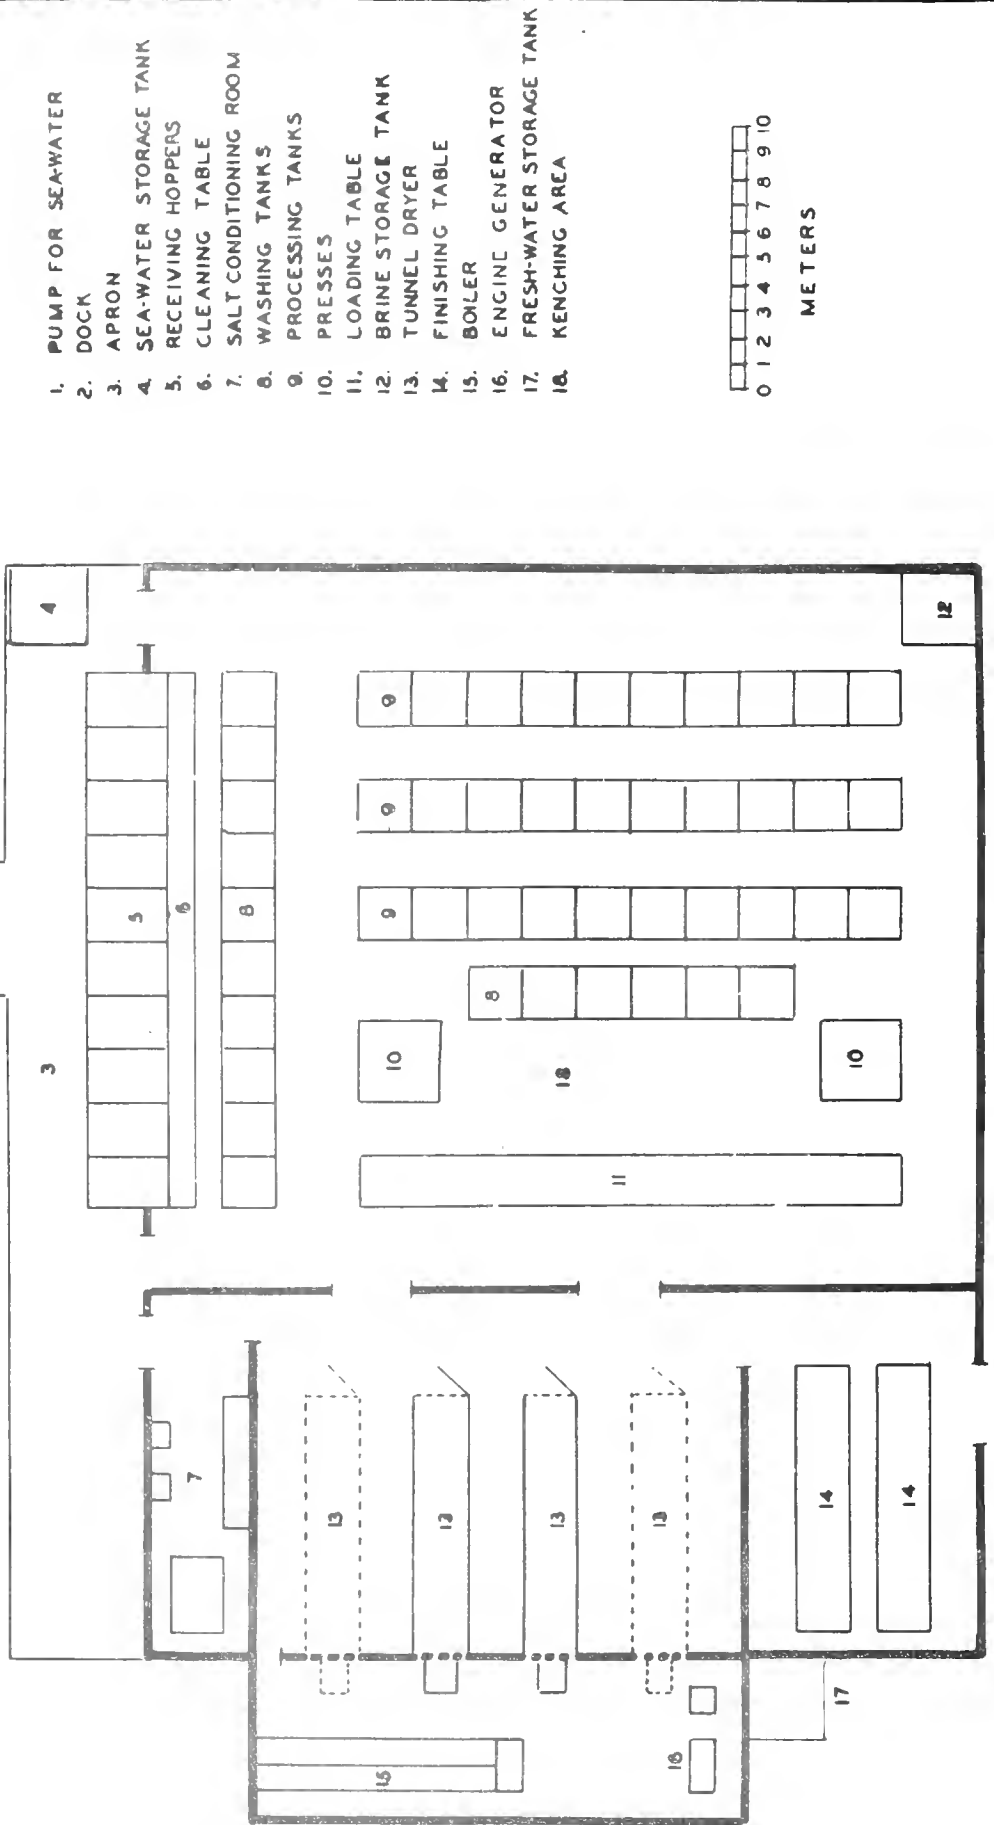 1. PUMP FOR SEA-WATER
2. DOCK
3. APRON
4. SEA-WATER STORAGE TANK
5. RECEIVING HOPPERS
6. CLEANING TABLE
7. SALT CONDITIONING ROOM
8. WASHING TANKS
9. PROCESSING TANKS
10. PRESSES
11. LOADING TABLE
12. BRINE STORAGE TANK
13. TUNNEL DRYER
14. FINISHING TABLE
15. BOILER
16. ENGINE GENERATOR
17. FRESH-WATER STORAGE TANK
18. KENCHING AREA
0 1 2 3 4 5 6 7 8 9 10
METERS
3
4
5
6
8
9
9
9
8
10
10
18
11
12
7
13
13
13
13
14
14
15
16
17